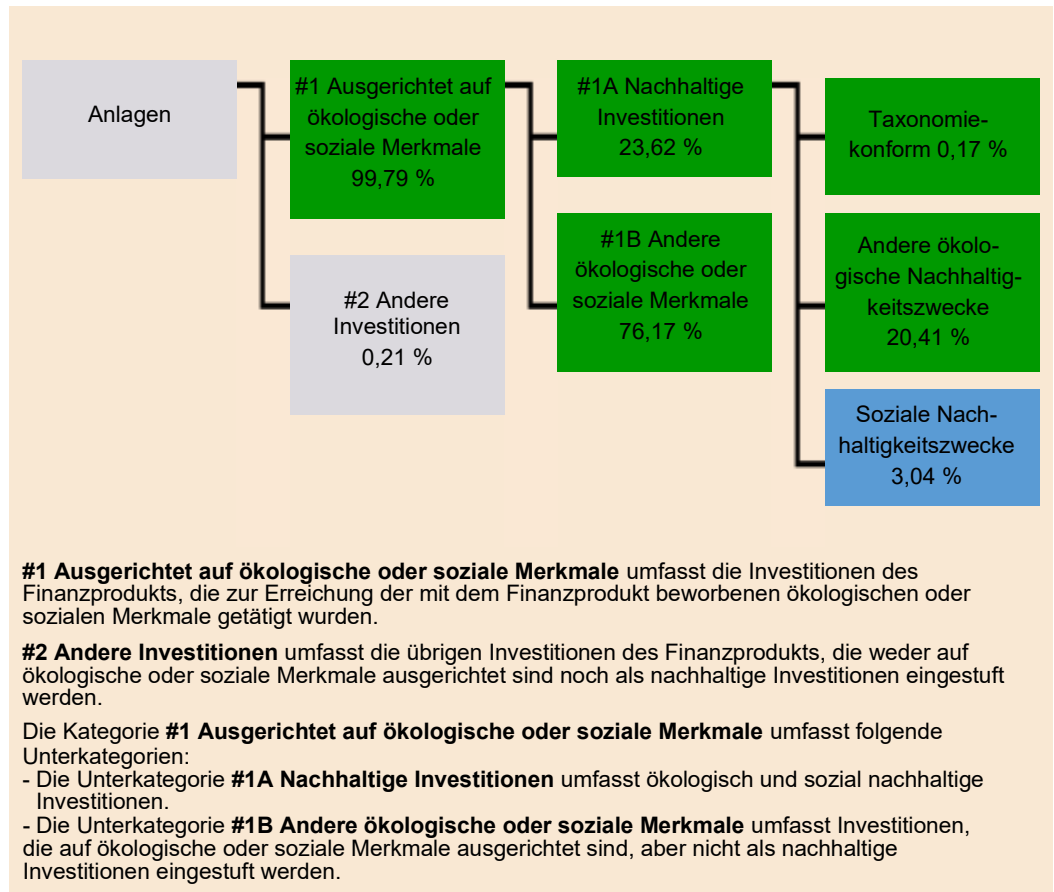 Anlagen
#1 Ausgerichtet auf
ökologische oder
soziale Merkmale
99,79 %
#2 Andere
Investitionen
0,21 %
#1A Nachhaltige
Investitionen
23,62 %
#1B Andere
ökologische oder
soziale Merkmale
76,17 %
Taxonomie-
konform 0,17 %
Andere ökolo-
gische Nachhaltig-
keitszwecke
20,41 %
Soziale Nach-
haltigkeitszwecke
3,04 %
#1 Ausgerichtet auf ökologische oder soziale Merkmale umfasst die Investitionen des
Finanzprodukts, die zur Erreichung der mit dem Finanzprodukt beworbenen ökologischen oder
sozialen Merkmale getätigt wurden.
#2 Andere Investitionen umfasst die übrigen Investitionen des Finanzprodukts, die weder auf
ökologische oder soziale Merkmale ausgerichtet sind noch als nachhaltige Investitionen eingestuft
werden.
Die Kategorie #1 Ausgerichtet auf ökologische oder soziale Merkmale umfasst folgende
Unterkategorien:
- Die Unterkategorie #1A Nachhaltige Investitionen umfasst ökologisch und sozial nachhaltige
Investitionen.
- Die Unterkategorie #1B Andere ökologische oder soziale Merkmale umfasst Investitionen,
die auf ökologische oder soziale Merkmale ausgerichtet sind, aber nicht als nachhaltige
Investitionen eingestuft werden.